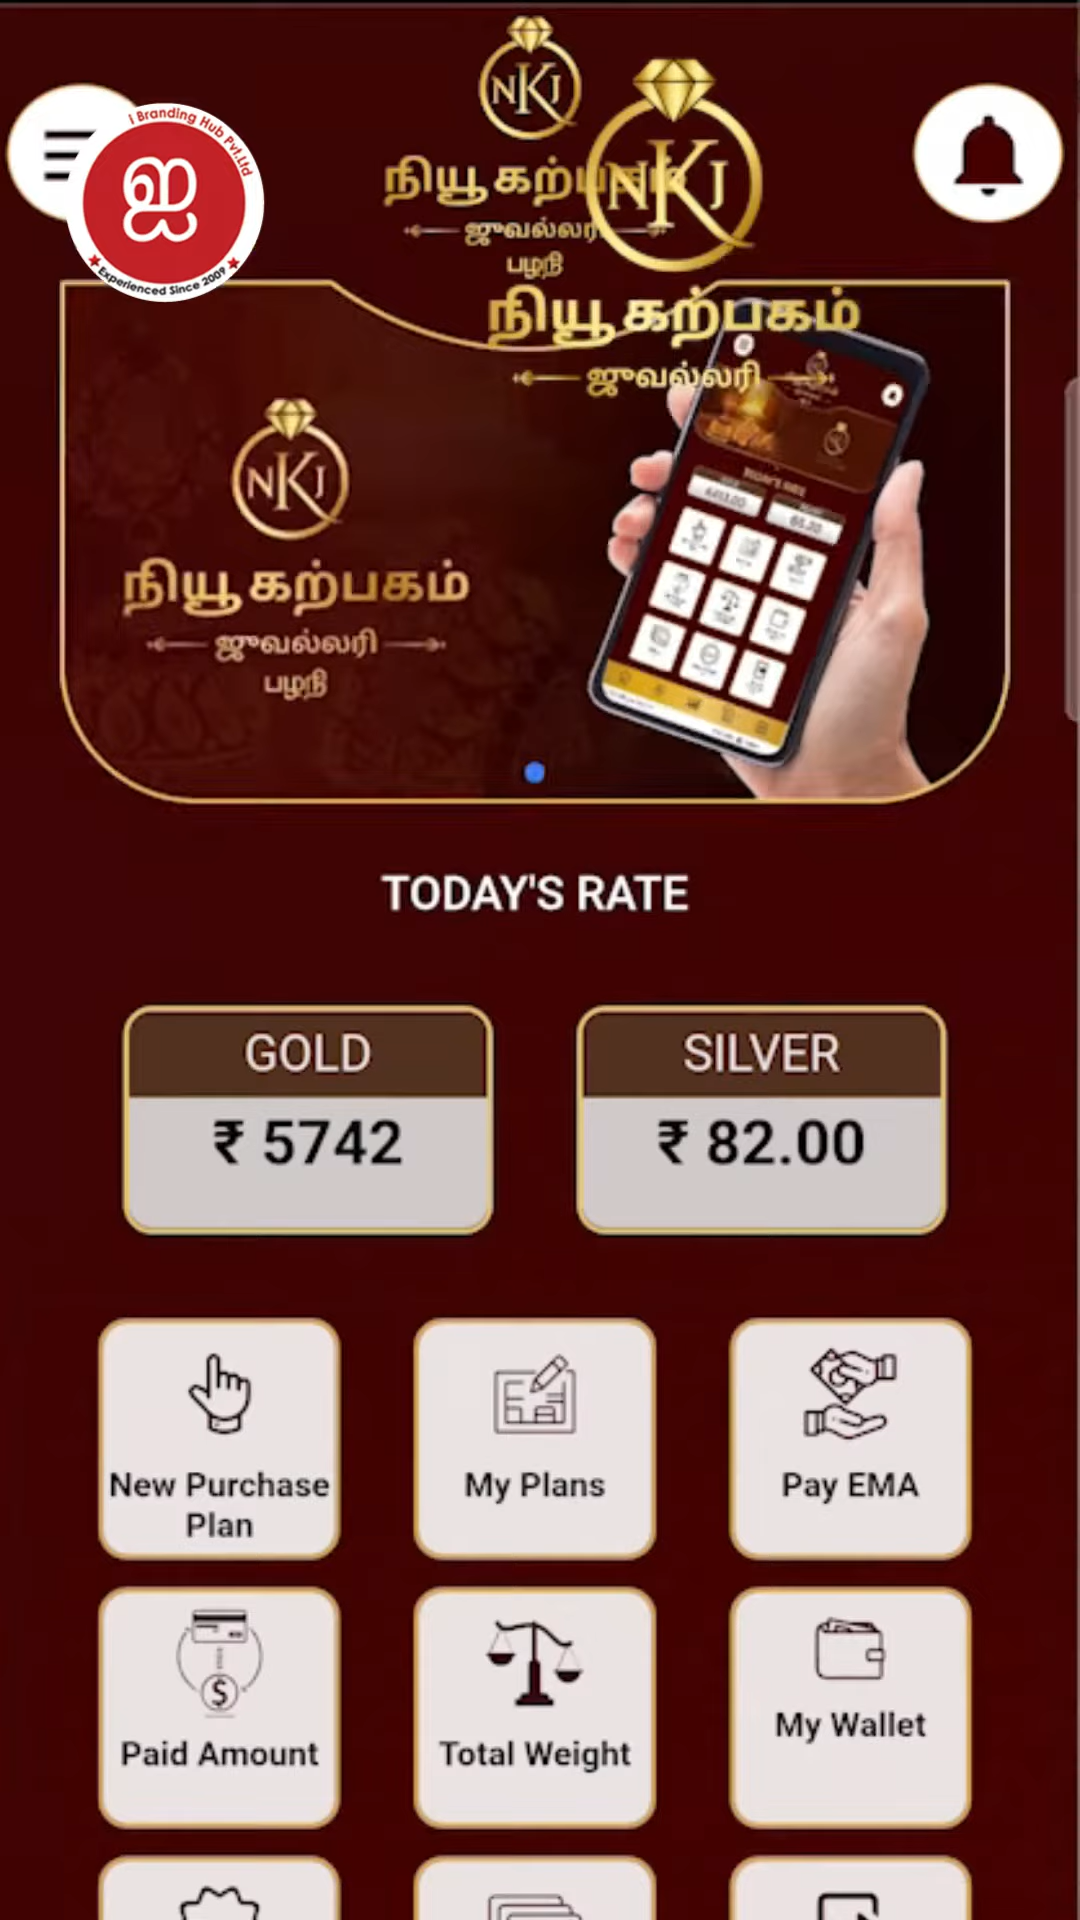 NKJ
நியூ கற்பகம்
ஜுவல்லரி
பழநி
NKJ
நியூ கற்பகம்
ஜுவல்லரி
i Branding Hub Pvt.Ltd
ஐ
★ Experienced Since 2009 ★
NKJ
நியூ கற்பகம்
ஜுவல்லரி
பழநி
TODAY'S RATE
GOLD
SILVER
₹ 5742
₹ 82.00
New Purchase
Plan
My Plans
Pay EMA
Paid Amount
Total Weight
My Wallet